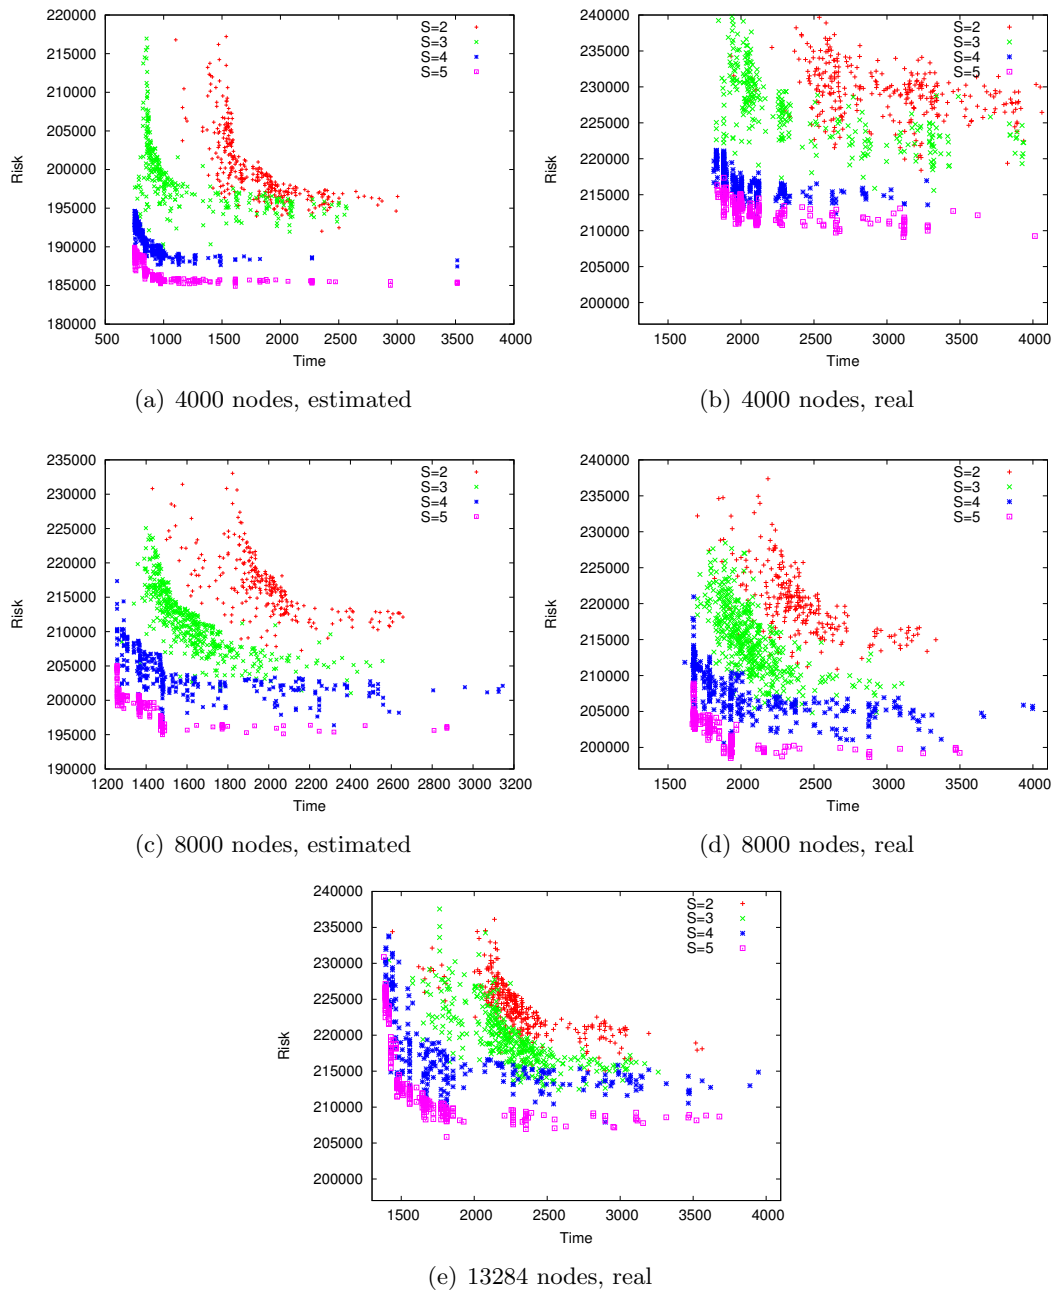 220000
215000
210000
205000
200000
195000
190000
185000
180000
Risk
500 1000 1500 2000 2500 3000 3500 4000
Time
S=2
S=3
S=4
S=5
(a) 4000 nodes, estimated
240000
235000
230000
225000
220000
215000
210000
205000
200000
Risk
1500 2000 2500 3000 3500 4000
Time
S=2
S=3
S=4
S=5
(b) 4000 nodes, real
235000
230000
225000
220000
215000
210000
205000
200000
195000
190000
Risk
1200 1400 1600 1800 2000 2200 2400 2600 2800 3000 3200
Time
S=2
S=3
S=4
S=5
(c) 8000 nodes, estimated
240000
235000
230000
225000
220000
215000
210000
205000
200000
Risk
1500 2000 2500 3000 3500 4000
Time
S=2
S=3
S=4
S=5
(d) 8000 nodes, real
240000
235000
230000
225000
220000
215000
210000
205000
200000
Risk
1500 2000 2500 3000 3500 4000
Time
S=2
S=3
S=4
S=5
(e) 13284 nodes, real